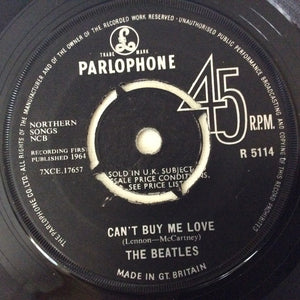 TRADE MARK
PARLOPHONE
45
R.P.M.
NORTHERN
SONGS
NCB
R 5114
RECORDING FIRST
PUBLISHED 1964
7XCE.17657
SOLD IN U.K. SUBJECT
RESALE PRICE CONDITIONS.
SEE PRICE LIST
CAN'T BUY ME LOVE
(Lennon—McCartney)
THE BEATLES
MADE IN GT. BRITAIN
THE PARLOPHONE CO. LTD. ALL RIGHTS OF THE MANUFACTURER AND OF THE OWNER OF THE RECORDED WORK RESERVED UNAUTHORISED PUBLIC PERFORMANCE BROADCASTING AND COPYING OF THIS RECORD PROHIBITED